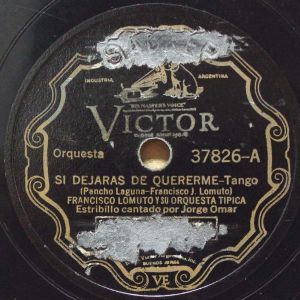 INDUSTRIA
ARGENTINA
"HIS MASTER'S VOICE"
VICTOR
Orquesta
37826-A
SI DEJARAS DE QUERERME-Tango
(Pancho Laguna-Francisco J. Lomuto)
FRANCISCO LOMUTO Y SU ORQUESTA TIPICA
Estribillo cantado por Jorge Omar
BUENOS AIRES
VE